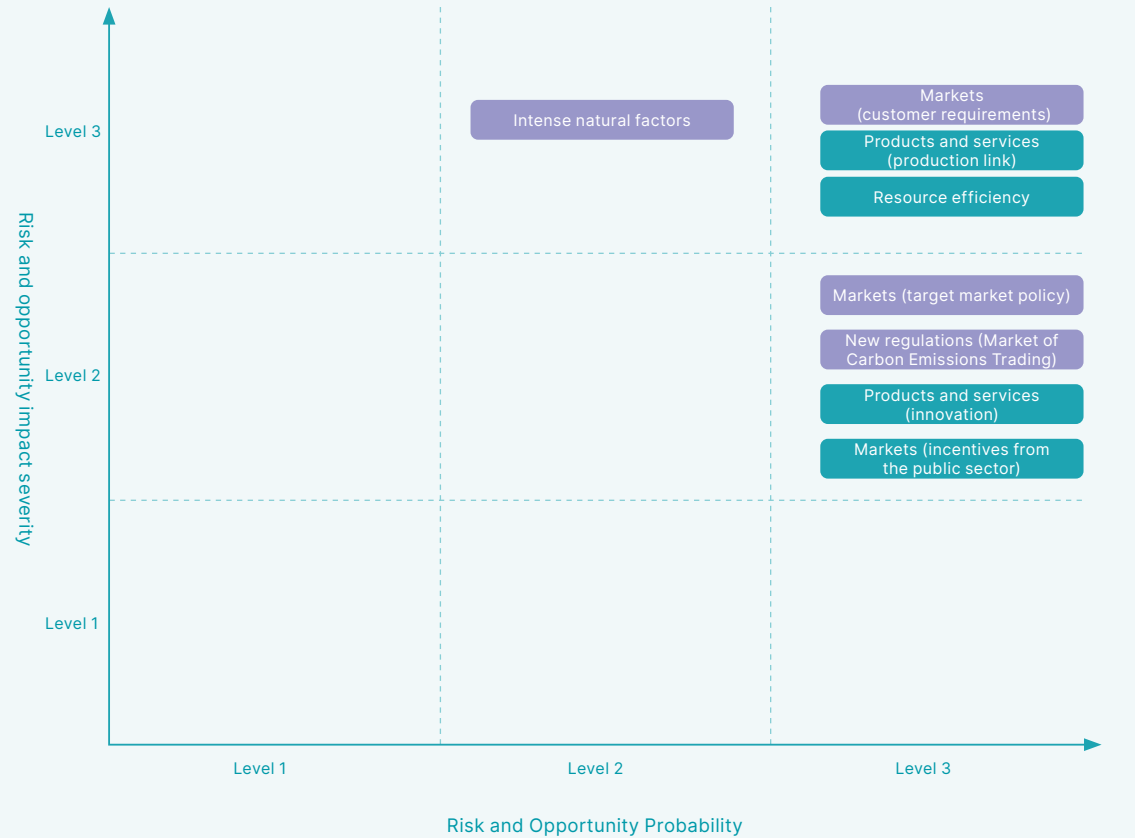 Risk and opportunity impact severity
Level 3
Intense natural factors
Markets
(customer requirements)
Products and services
(production link)
Resource efficiency
Level 2
Markets (target market policy)
New regulations (Market of
Carbon Emissions Trading)
Products and services
(innovation)
Markets (incentives from
the public sector)
Level 1
Level 1
Level 2
Level 3
Risk and Opportunity Probability